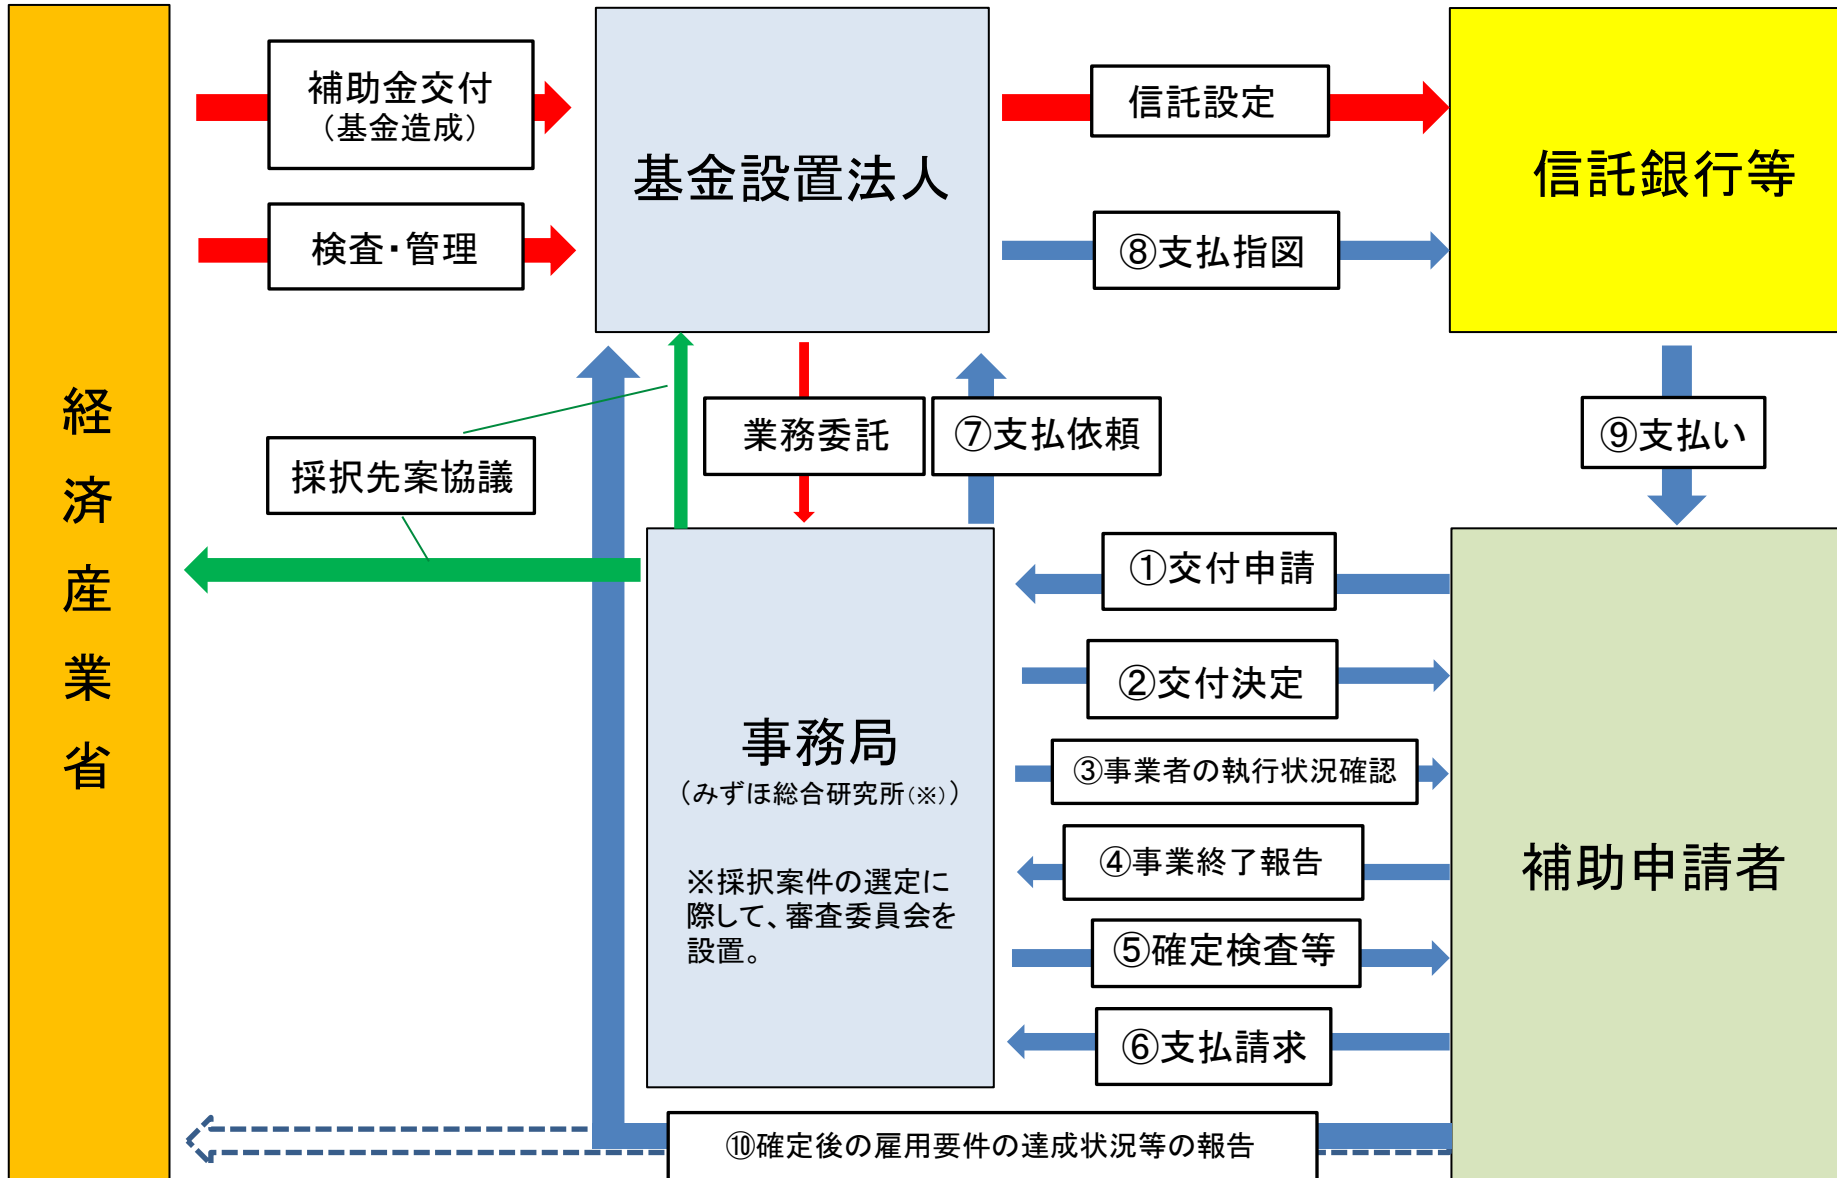 経済産業省
補助金交付
（基金造成）
検査・管理
基金設置法人
信託設定
⑧支払指図
信託銀行等
採択先案協議
業務委託
⑦支払依頼
⑨支払い
事務局
（みずほ総合研究所(※)）
※採択案件の選定に
際して、審査委員会を
設置。
①交付申請
②交付決定
③事業者の執行状況確認
④事業終了報告
⑤確定検査等
⑥支払請求
補助申請者
⑩確定後の雇用要件の達成状況等の報告